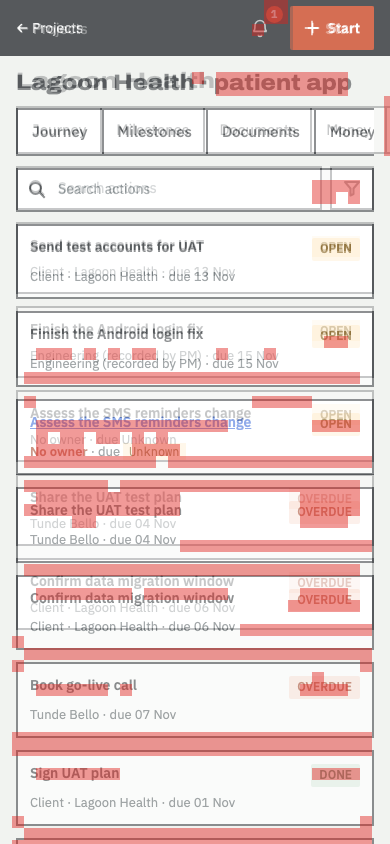 ← Projects
1
+ Start
Lagoon Health · patient app
Journey
Milestones
Documents
Money
Search actions
Send test accounts for UAT
OPEN
Client · Lagoon Health · due 13 Nov
Finish the Android login fix
OPEN
Engineering (recorded by PM) · due 15 Nov
Assess the SMS reminders change
OPEN
No owner · due Unknown
Share the UAT test plan
OVERDUE
Tunde Bello · due 04 Nov
Confirm data migration window
OVERDUE
Client · Lagoon Health · due 06 Nov
Book go-live call
OVERDUE
Tunde Bello · due 07 Nov
Sign UAT plan
DONE
Client · Lagoon Health · due 01 Nov